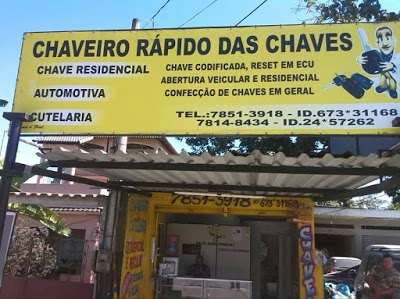 CHAVEIRO RÁPIDO DAS CHAVES
CHAVE RESIDENCIAL
AUTOMOTIVA
CUTELARIA
CHAVE CODIFICADA, RESET EM ECU
ABERTURA VEICULAR E RESIDENCIAL
CONFECÇÃO DE CHAVES EM GERAL
TEL.:7851-3918 - ID.673*31168
7814-8434 - ID.24*57262
7851-3918